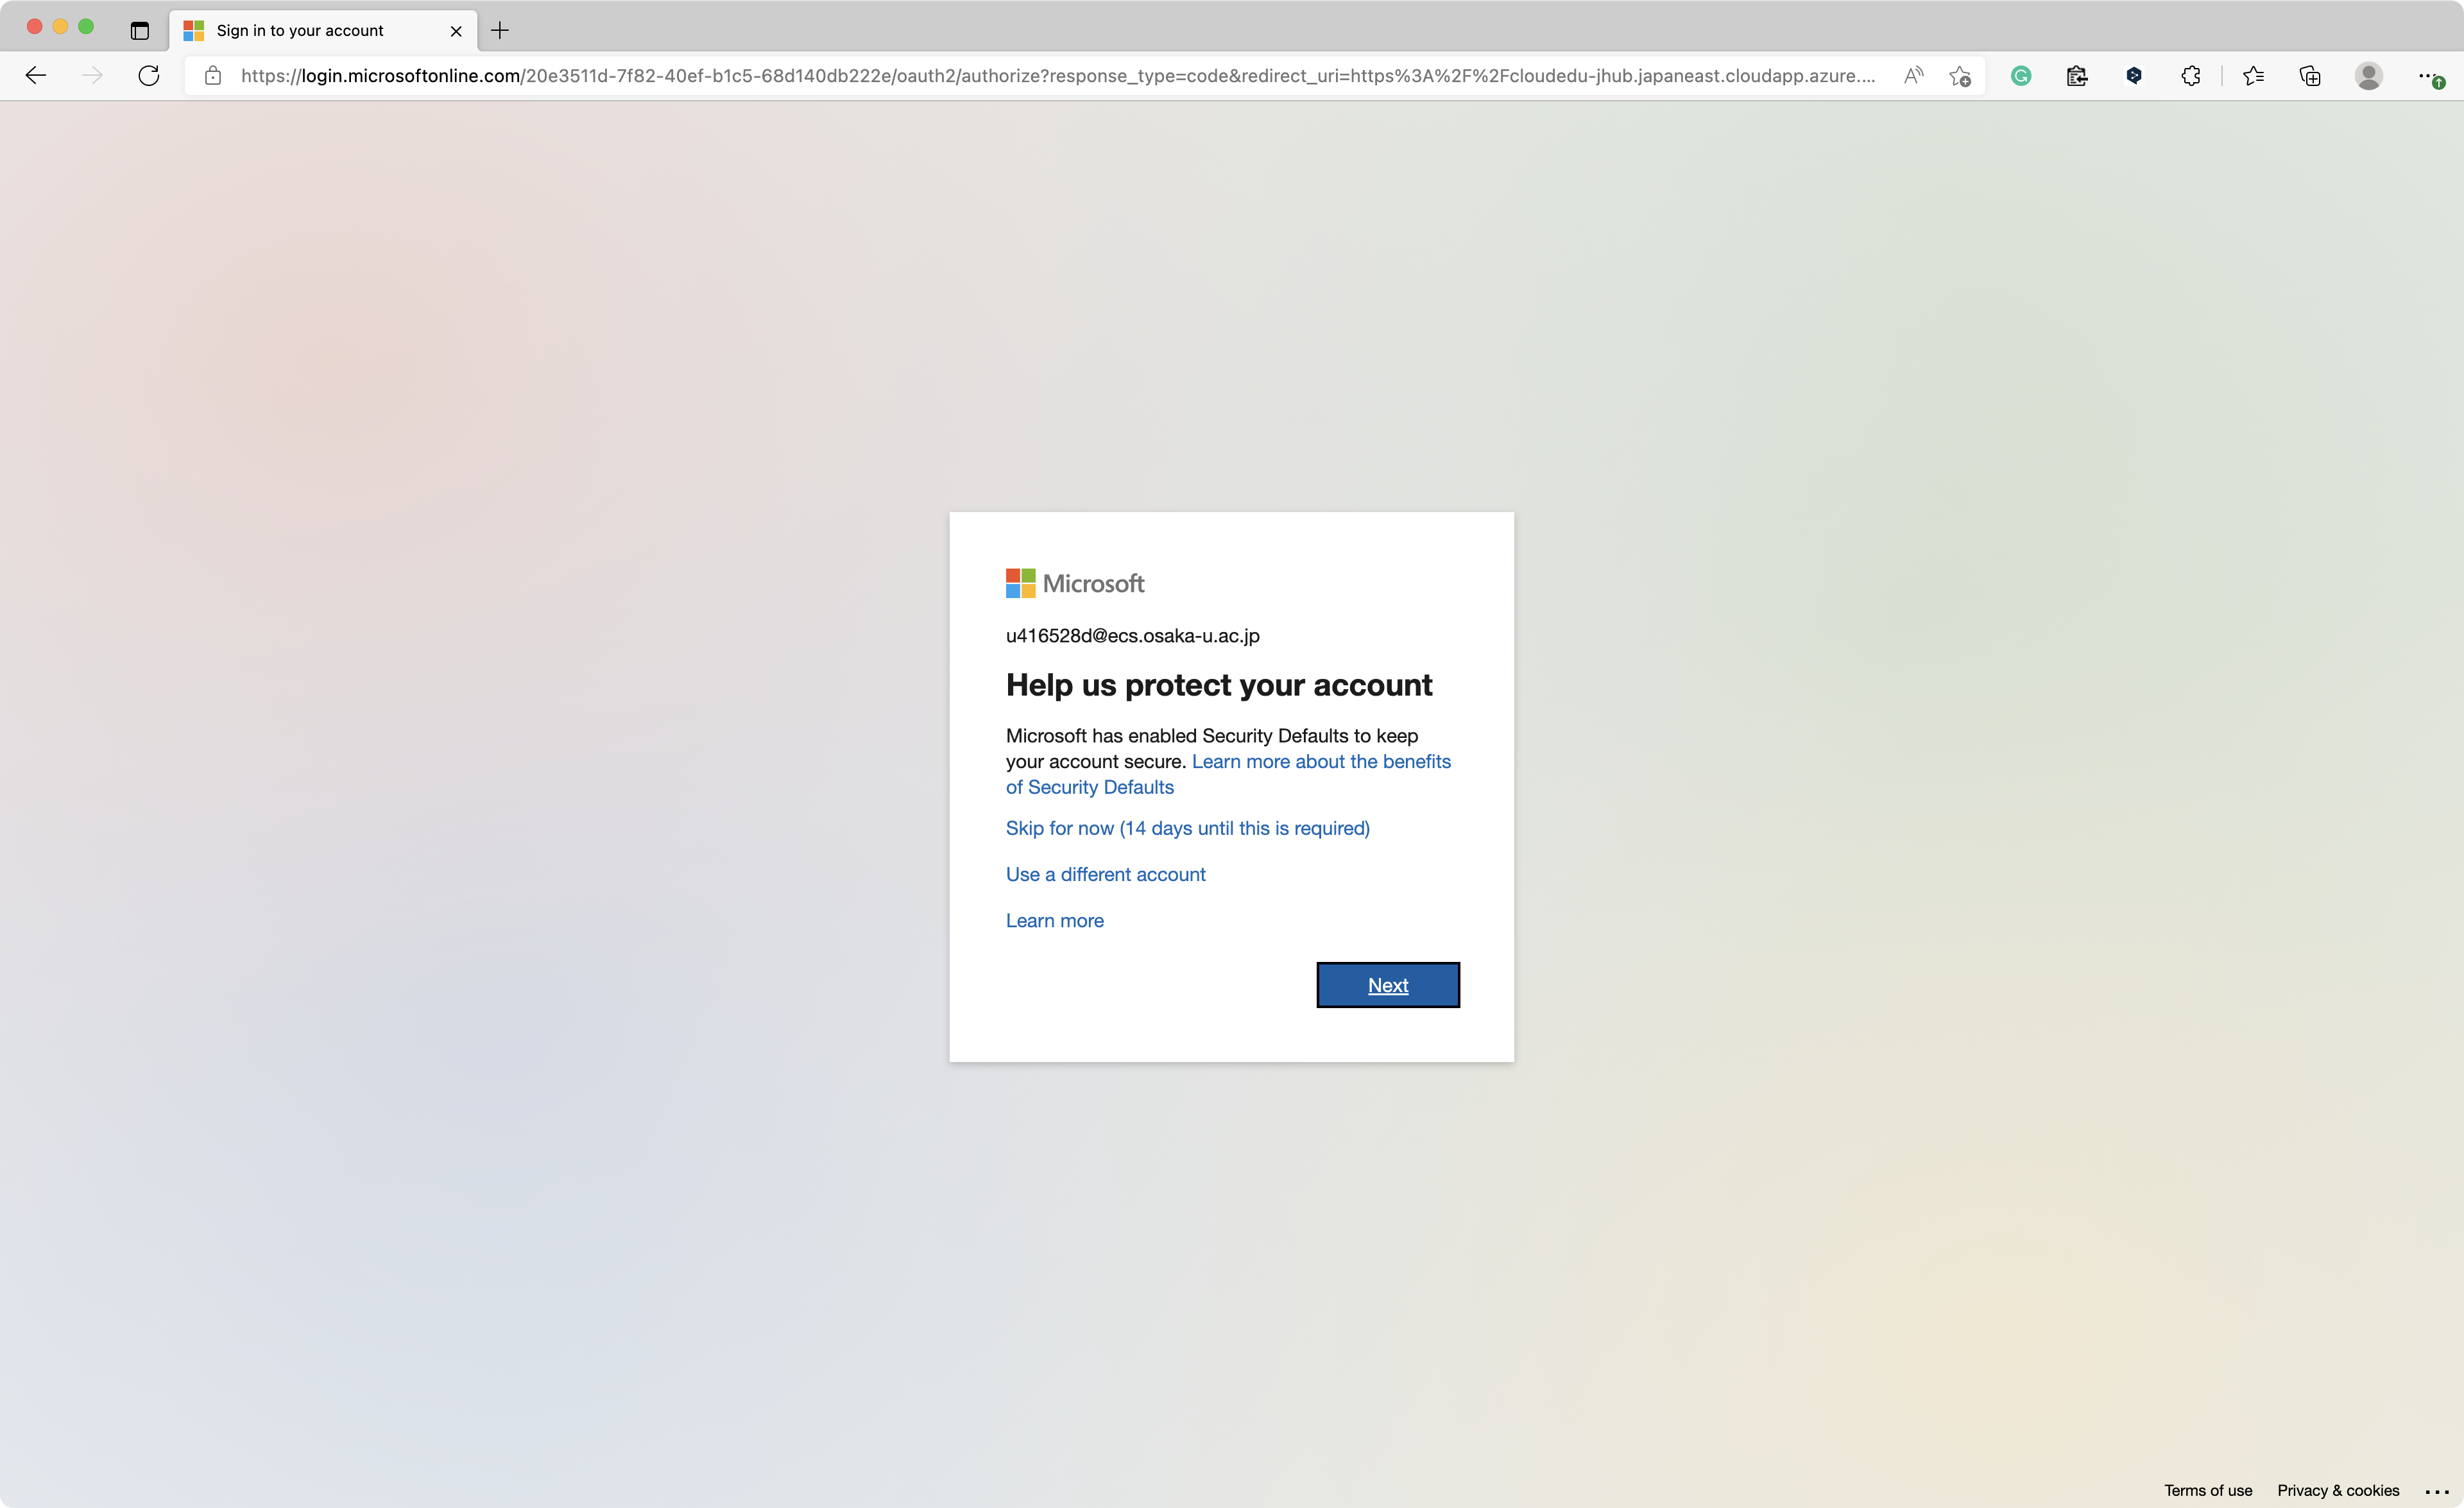 Sign in to your account
https://login.microsoftonline.com/20e3511d-7f82-40ef-b1c5-68d140db222e/oauth2/authorize?response_type=code&redirect_uri=https%3A%2F%2Fcloudedu-jhub.japaneast.cloudapp.azure....
Microsoft
u416528d@ecs.osaka-u.ac.jp
Help us protect your account
Microsoft has enabled Security Defaults to keep
your account secure. Learn more about the benefits
of Security Defaults
Skip for now (14 days until this is required)
Use a different account
Learn more
Next
Terms of use Privacy & cookies